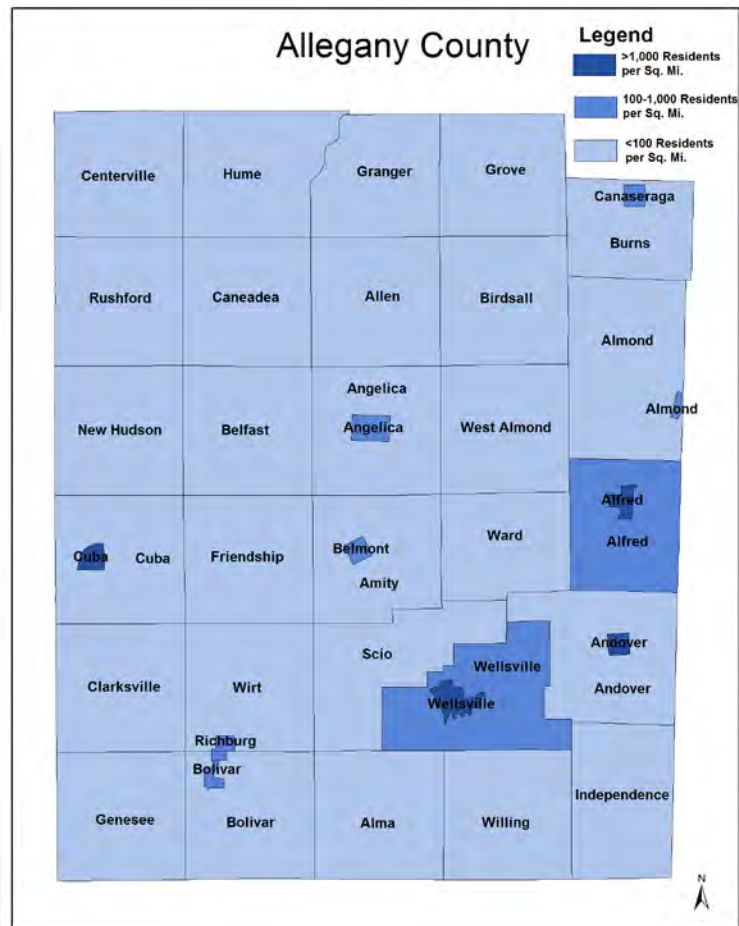 Allegany County
Legend
>1,000 Residents
per Sq. Mi.
100-1,000 Residents
per Sq. Mi.
<100 Residents
per Sq. Mi.
Centerville
Hume
Granger
Grove
Canaseraga
Burns
Rushford
Caneadea
Allen
Birdsall
Almond
Angelica
Almond
New Hudson
Belfast
Angelica
West Almond
Alfred
Cuba
Cuba
Friendship
Belmont
Ward
Alfred
Amity
Scio
Wellsville
Andover
Clarksville
Wirt
Wellsville
Andover
Richburg
Bolivar
Genesee
Bolivar
Alma
Willing
Independence
N